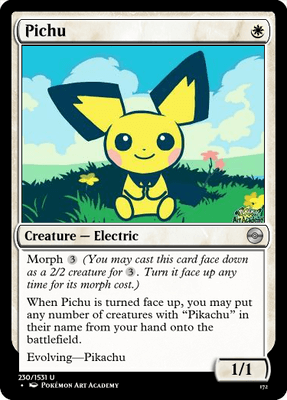 Pichu
Creature — Electric
Morph 3 (You may cast this card face down
as a 2/2 creature for 3. Turn it face up any
time for its morph cost.)
When Pichu is turned face up, you may put
any number of creatures with “Pikachu” in
their name from your hand onto the
battlefield.
Evolving—Pikachu
1/1
230/1531 U
• Pokémon Art Academy